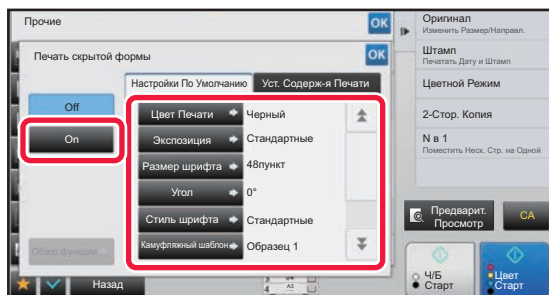 Прочие
OK
Печать скрытой формы
OK
Настройки По Умолчанию
Уст. Содерж-я Печати
Off
On
Цвет Печати
Черный
Экспозиция
Стандартные
Размер шрифта
48пункт
Угол
0°
Стиль шрифта
Стандартные
Камуфляжный шаблон
Образец 1
Обзор функции
Назад
Оригинал
Изменить Размер/Направл.
Штамп
Печатать Дату и Штамп
Цветной Режим
2-Стор. Копия
N в 1
Поместить Неск. Стр. на Одной
Предварит.
Просмотр
CA
Ч/Б
Старт
Цвет
Старт